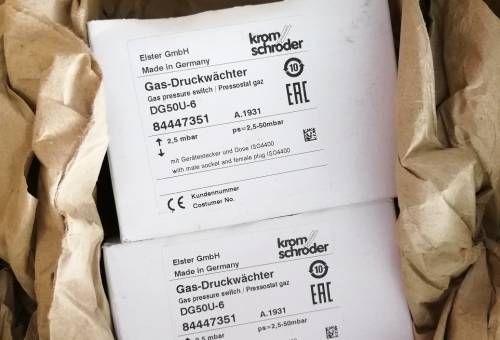 Elster GmbH
Made in Germany
krom
schroder
Gas-Druckwächter
Gas pressure switch / Pressostat gaz
DG50U-6
84447351 A.1931
10
EAC
↑ 2,5 mbar ps=2,5-50mbar
↓
mit Gerätestecker und Dose ISO4400
with male socket and female plug ISO4400
CE Kundennummer
Costumer No.
Elster GmbH
Made in Germany
krom
schroder
Gas-Druckwächter
Gas pressure switch / Pressostat gaz
DG50U-6
84447351 A.1931
10
EAC
2,5 mbar ps=2,5-50mbar